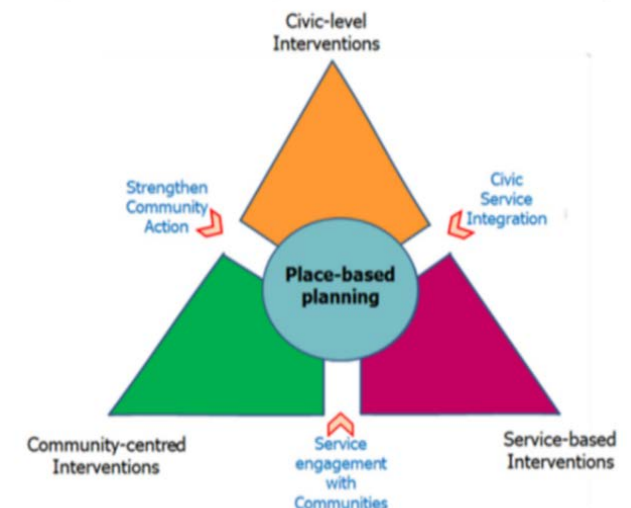 Civic-level
Interventions
Strengthen
Community
Action
Civic
Service
Integration
Place-based
planning
Community-centred
Interventions
Service
engagement
with
Communities
Service-based
Interventions